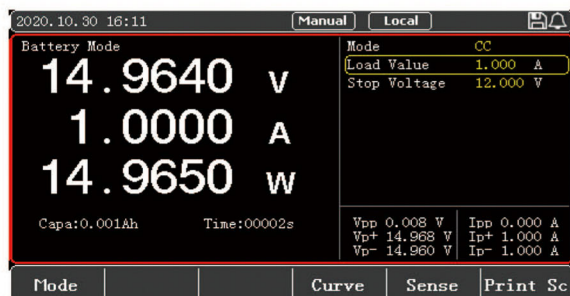 2020.10.30 16:11 Manual Local
Battery Mode
14.9640 V
1.0000 A
14.9650 W
Capa:0.001Ah Time:00002s
Mode CC
Load Value 1.000 A
Stop Voltage 12.000 V
Vpp 0.008 V Ipp 0.000 A
Vp+ 14.968 V Ip+ 1.000 A
Vp- 14.960 V Ip- 1.000 A
Mode Curve Sense Print Sc